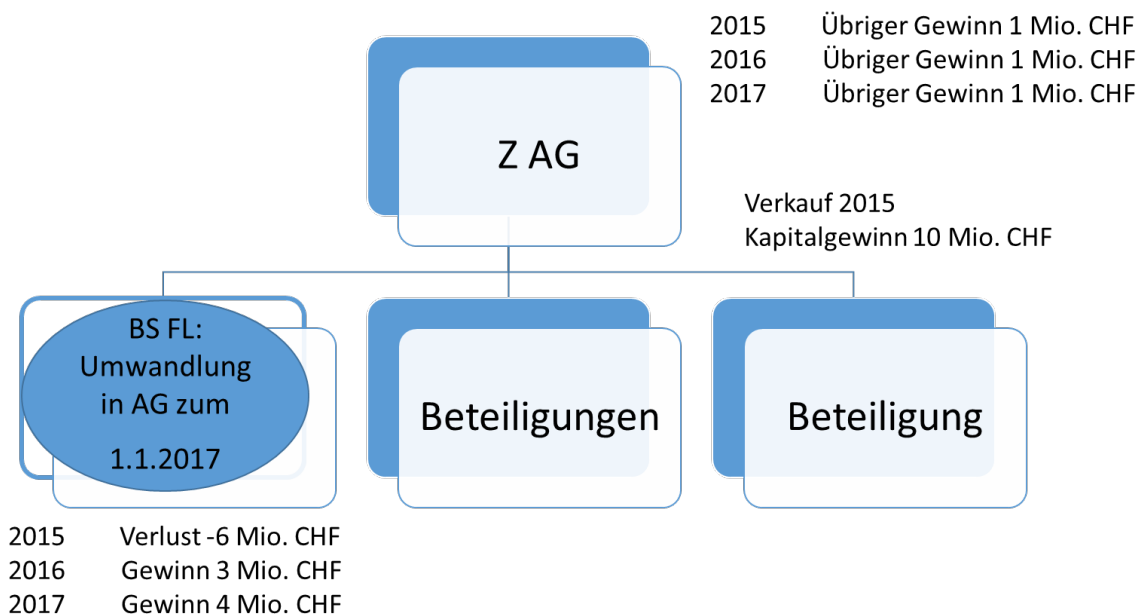 2015 Übriger Gewinn 1 Mio. CHF
2016 Übriger Gewinn 1 Mio. CHF
2017 Übriger Gewinn 1 Mio. CHF
Z AG
Verkauf 2015
Kapitalgewinn 10 Mio. CHF
BS FL:
Umwandlung
in AG zum
1.1.2017
Beteiligungen
Beteiligung
2015 Verlust -6 Mio. CHF
2016 Gewinn 3 Mio. CHF
2017 Gewinn 4 Mio. CHF